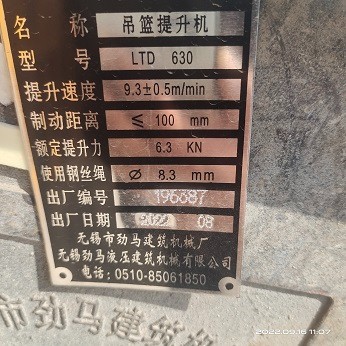 名称 吊篮提升机
型号 LTD 630
提升速度 9.3±0.5m/min
制动距离 ≤ 100 mm
额定提升力 6.3 KN
使用钢丝绳 Ø 8.3 mm
出厂编号 196887
出厂日期 2022 08
无锡市劲马建筑机械厂
无锡劲马液压建筑机械有限公司
电话:0510-85061850
市劲马建筑机
2022.09.16 11:07